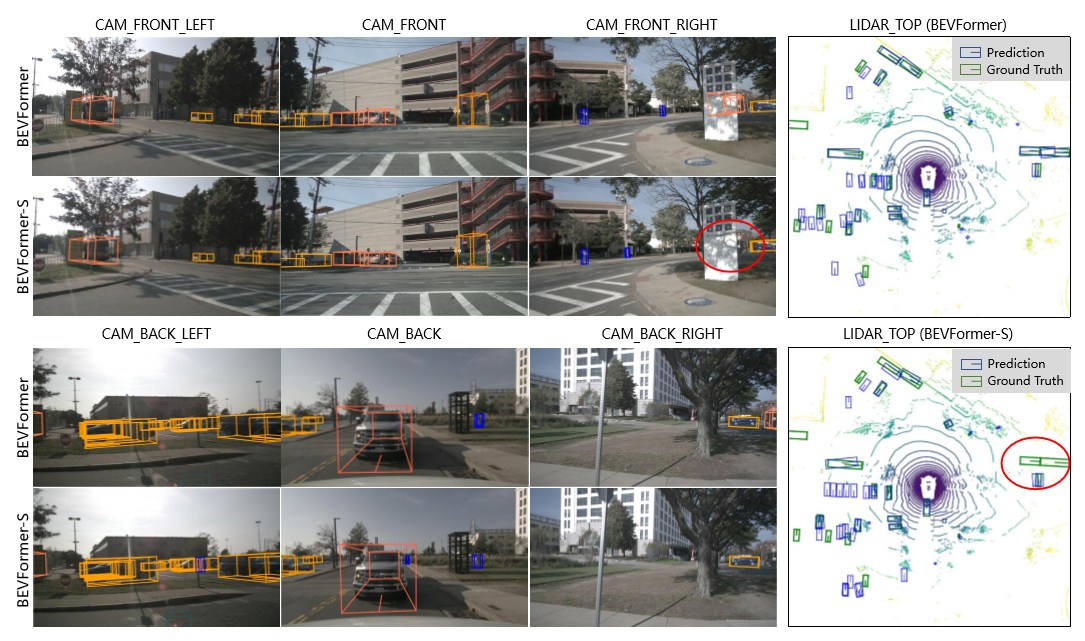 CAM_FRONT_LEFT CAM_FRONT CAM_FRONT_RIGHT LIDAR_TOP (BEVFormer)
BEVFormer
Prediction
Ground Truth
BEVFormer-S
CAM_BACK_LEFT CAM_BACK CAM_BACK_RIGHT LIDAR_TOP (BEVFormer-S)
BEVFormer
Prediction
Ground Truth
BEVFormer-S